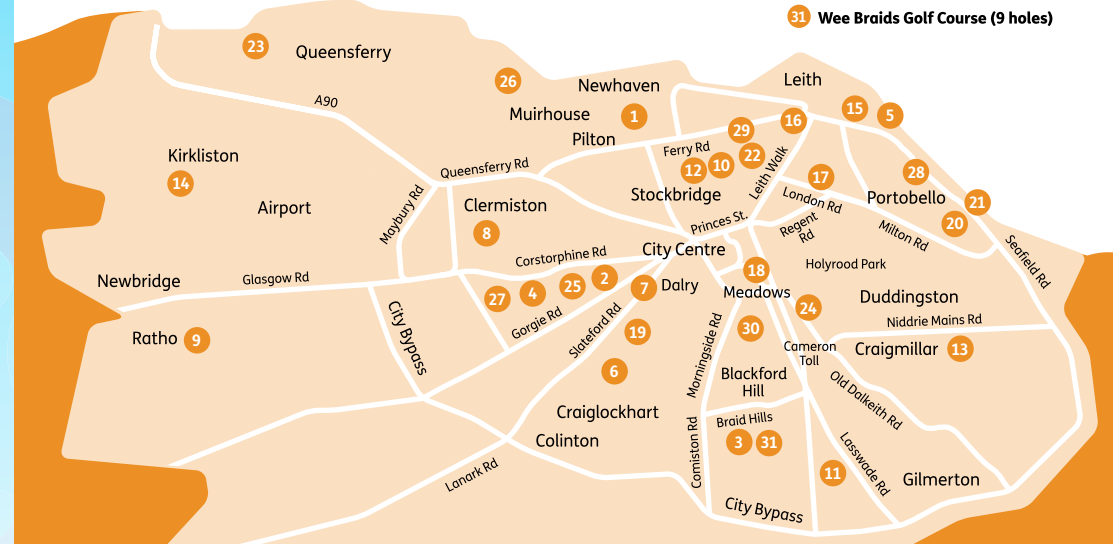 31 Wee Braids Golf Course (9 holes)
23
Queensferry
26
Newhaven
Leith
A90
Muirhouse
1
15
5
16
Pilton
29
Ferry Rd
22
Kirkliston
Queensferry Rd
12
10
Leith Walk
14
17
28
Stockbridge
London Rd
Portobello
21
Airport
Maybury Rd
Clermiston
8
Princes St.
Regent
Rd
20
Milton Rd
Seafield Rd
City Centre
Corstorphine Rd
Holyrood Park
Newbridge
Glasgow Rd
18
2
25
4
27
7
Dalry
Meadows
Duddingston
24
City Bypass
Gorgie Rd
Slateford Rd
19
30
Niddrie Mains Rd
Ratho
9
Morningside Rd
Cameron
Toll
Craigmillar
13
6
Blackford
Hill
Old Dalkeith Rd
Craiglockhart
Braid Hills
Colinton
3
31
Comiston Rd
Lasswade Rd
Lanark Rd
11
Gilmerton
City Bypass